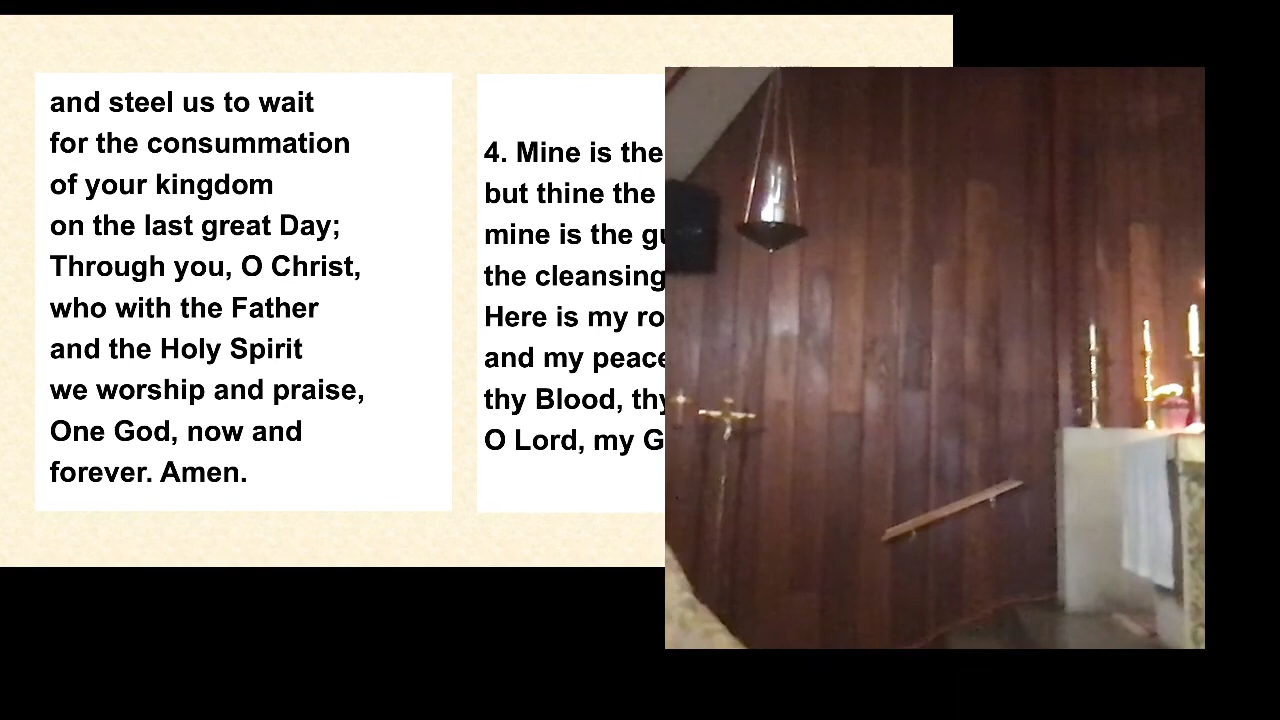 and steel us to wait
for the consummation
of your kingdom
on the last great Day;
Through you, O Christ,
who with the Father
and the Holy Spirit
we worship and praise,
One God, now and
forever. Amen.
4. Mine is the
but thine the
mine is the
the cleansing
Here is my
and my peace
thy Blood,
O Lord, my